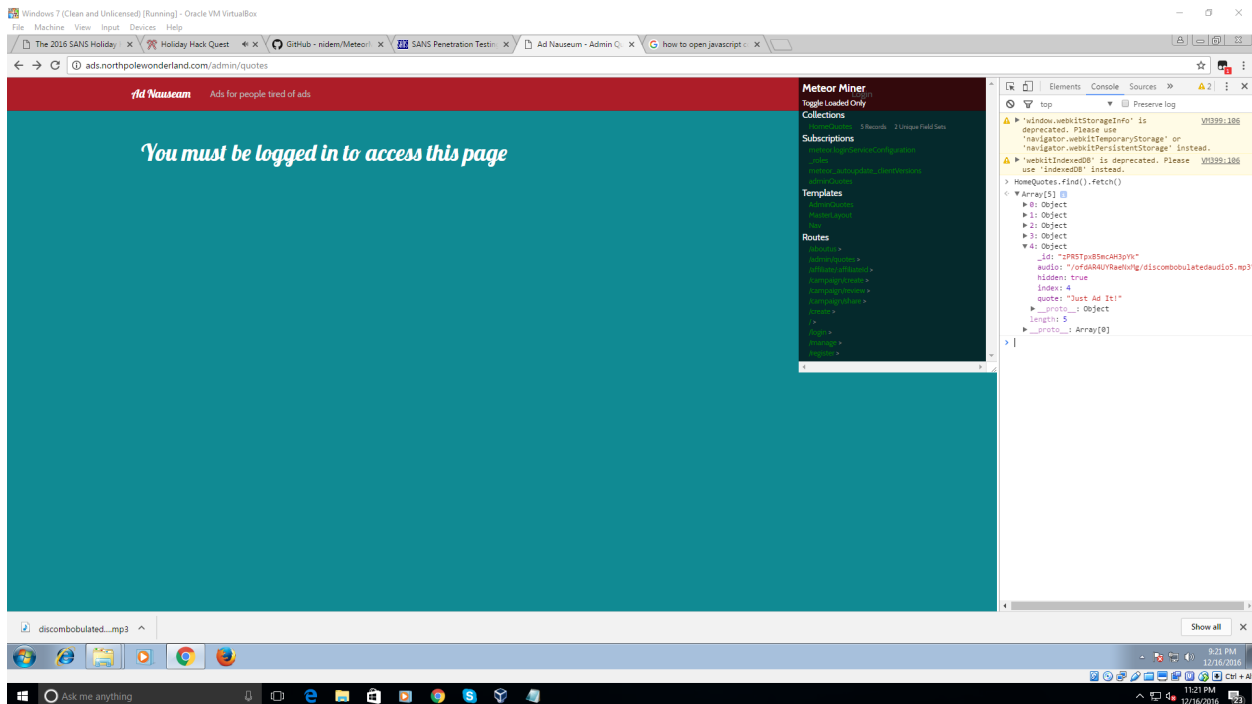 Windows 7 (Clean and Unlicensed) [Running] - Oracle VM VirtualBox
File Machine View Input Devices Help
The 2016 SANS Holiday
Holiday Hack Quest
GitHub - nidem/Meteor
SANS Penetration Testin
Ad Nauseum - Admin Q
how to open javascript c
ads.northpolewonderland.com/admin/quotes
Ad Nauseam Ads for people tired of ads
Login
You must be logged in to access this page
Meteor Miner
Toggle Loaded Only
Collections
HomeQuotes 5 Records 2 Unique Field Sets
Subscriptions
meteor.loginServiceConfiguration
_roles
meteor_autoupdate_clientVersions
adminQuotes
Templates
AdminQuotes
MasterLayout
Nav
Routes
/aboutus »
/admin/quotes »
/affiliate/:affiliateId »
/campaign/create »
/campaign/review »
/campaign/share »
/create »
/ »
/login »
/manage »
/register »
Elements Console Sources » 2
top Preserve log
'window.webkitStorageInfo' is VM399:106
deprecated. Please use
'navigator.webkitTemporaryStorage' or
'navigator.webkitPersistentStorage' instead.
'webkitIndexedDB' is deprecated. Please VM399:106
use 'indexedDB' instead.
HomeQuotes.find().fetch()
Array[5]
0: Object
1: Object
2: Object
3: Object
4: Object
_id: "zPR5TpxB5mcAH3pYk"
audio: "/ofdAR4UYRaeNxMg/discombobulatedaudio5.mp3"
hidden: true
index: 4
quote: "Just Ad It!"
__proto__: Object
length: 5
__proto__: Array[0]
discombobulated....mp3
Show all
9:21 PM
12/16/2016
Ctrl + Al
Ask me anything
11:21 PM
12/16/2016
23